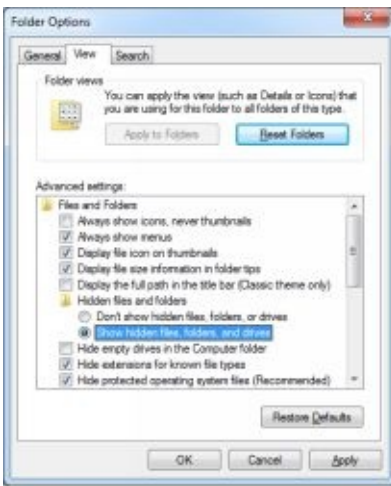 Folder Options
General View Search
Folder views
You can apply the view (such as Details or Icons) that
you are using for this folder to all folders of this type.
Apply to Folders Reset Folders
Advanced settings:
Files and Folders
Always show icons, never thumbnails
Always show menus
Display file icon on thumbnails
Display file size information in folder tips
Display the full path in the title bar (Classic theme only)
Hidden files and folders
Don't show hidden files, folders, or drives
Show hidden files, folders, and drives
Hide empty drives in the Computer folder
Hide extensions for known file types
Hide protected operating system files (Recommended)
Restore Defaults
OK Cancel Apply